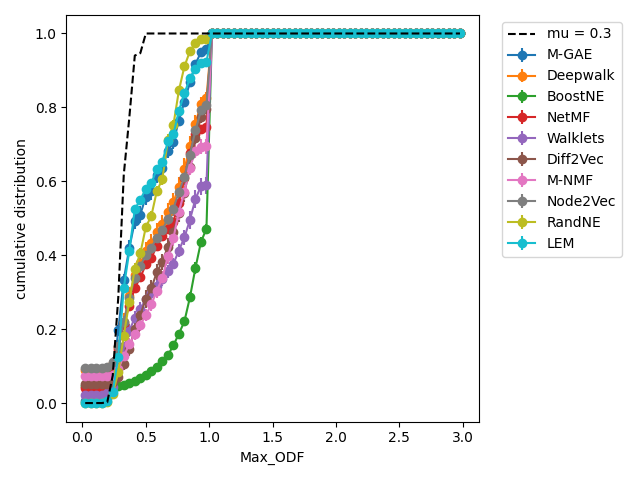 1.0
0.8
0.6
0.4
0.2
0.0
cumulative distribution
0.0 0.5 1.0 1.5 2.0 2.5 3.0
Max_ODF
mu = 0.3
M-GAE
Deepwalk
BoostNE
NetMF
Walklets
Diff2Vec
M-NMF
Node2Vec
RandNE
LEM